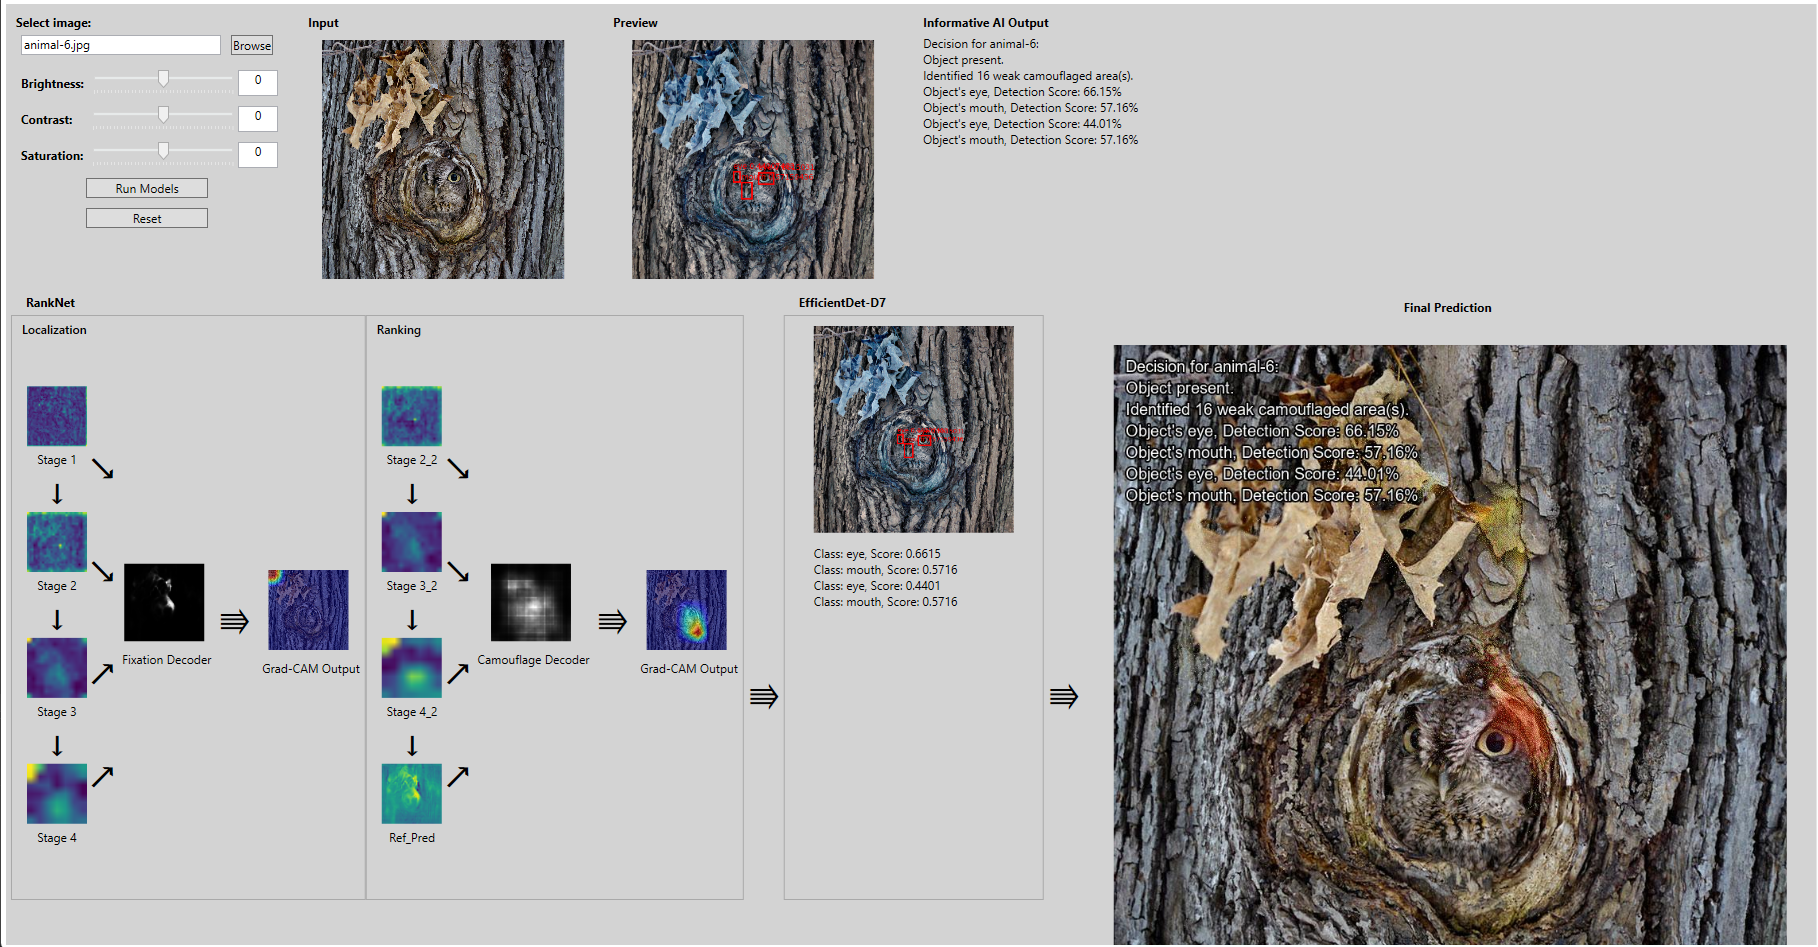 Select image:
animal-6.jpg
Browse
Brightness:
0
Contrast:
0
Saturation:
0
Run Models
Reset
Input
Preview
Informative AI Output
Decision for animal-6:
Object present.
Identified 16 weak camouflaged area(s).
Object's eye, Detection Score: 66.15%
Object's mouth, Detection Score: 57.16%
Object's eye, Detection Score: 44.01%
Object's mouth, Detection Score: 57.16%
RankNet
Localization
Stage 1
Stage 2
Stage 3
Stage 4
Fixation Decoder
Grad-CAM Output
Ranking
Stage 2_2
Stage 3_2
Stage 4_2
Ref_Pred
Camouflage Decoder
Grad-CAM Output
EfficientDet-D7
Class: eye, Score: 0.6615
Class: mouth, Score: 0.5716
Class: eye, Score: 0.4401
Class: mouth, Score: 0.5716
Final Prediction
Decision for animal-6:
Object present.
Identified 16 weak camouflaged area(s).
Object's eye, Detection Score: 66.15%
Object's mouth, Detection Score: 57.16%
Object's eye, Detection Score: 44.01%
Object's mouth, Detection Score: 57.16%